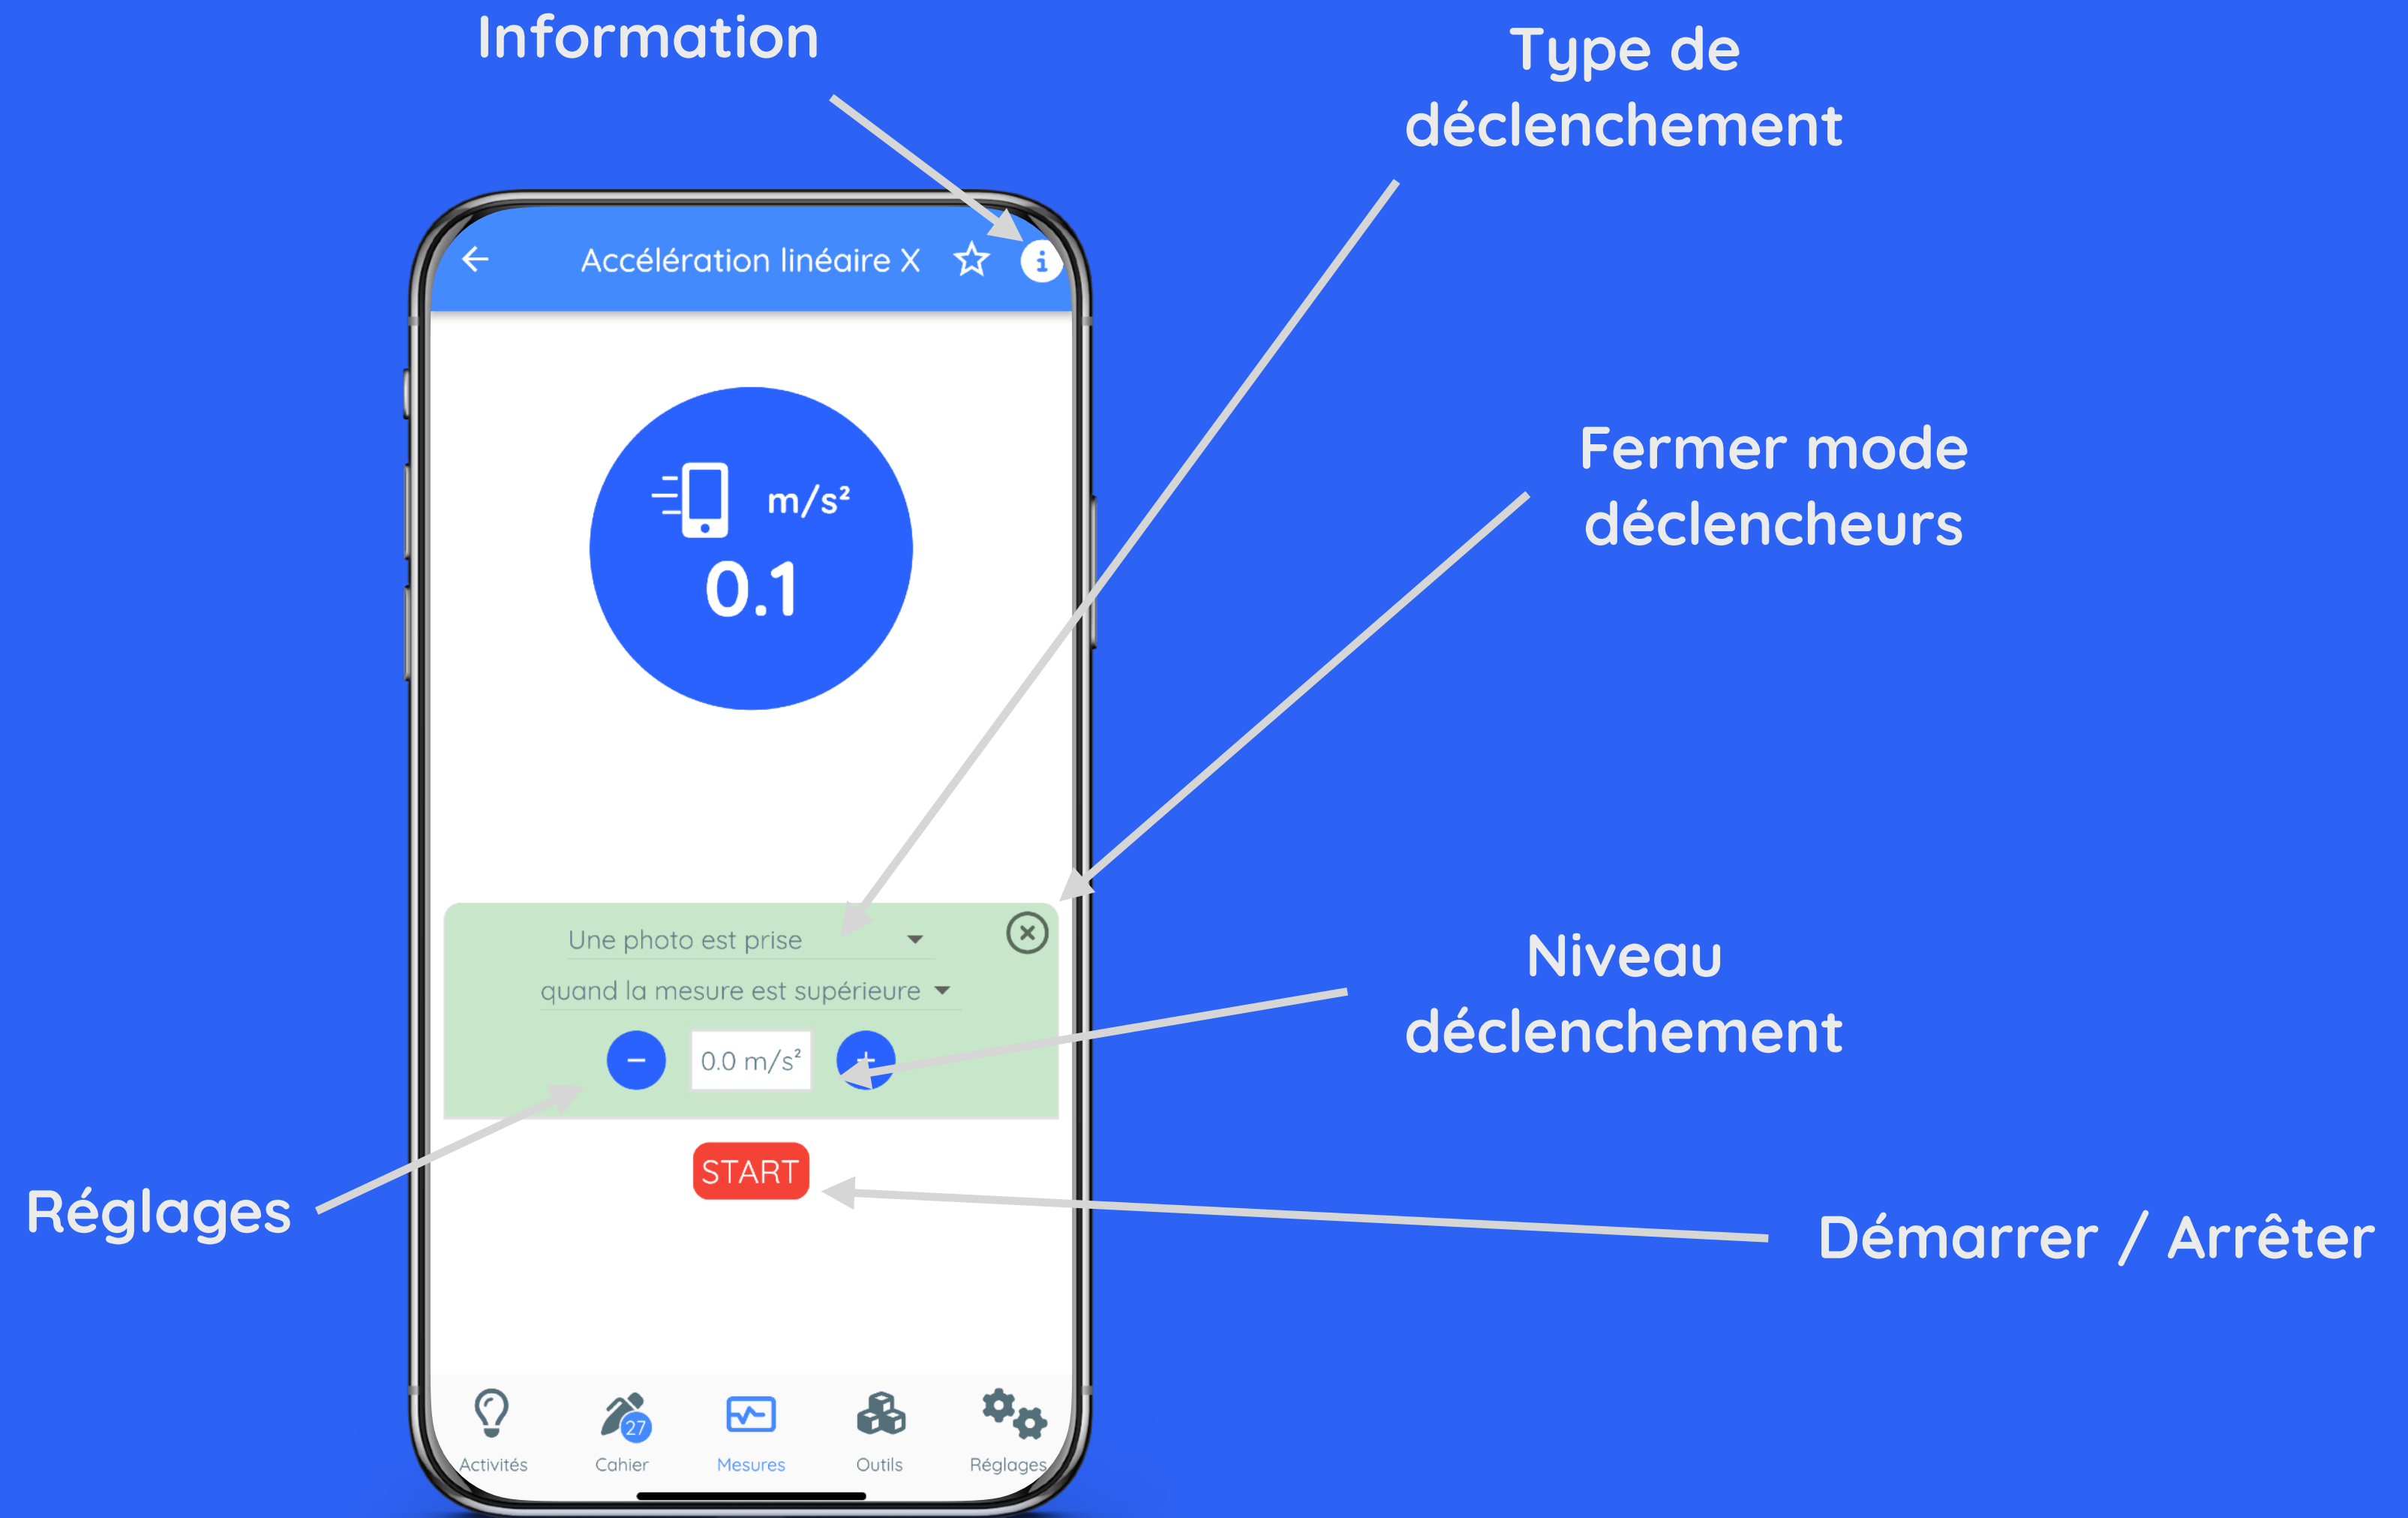 Information
Type de
déclenchement
Accélération linéaire X
m/s²
0.1
Fermer mode
déclencheurs
Une photo est prise
quand la mesure est supérieure
− 0.0 m/s² +
Niveau
déclenchement
START
Réglages
Démarrer / Arrêter
27
Activités
Cahier
Mesures
Outils
Réglages